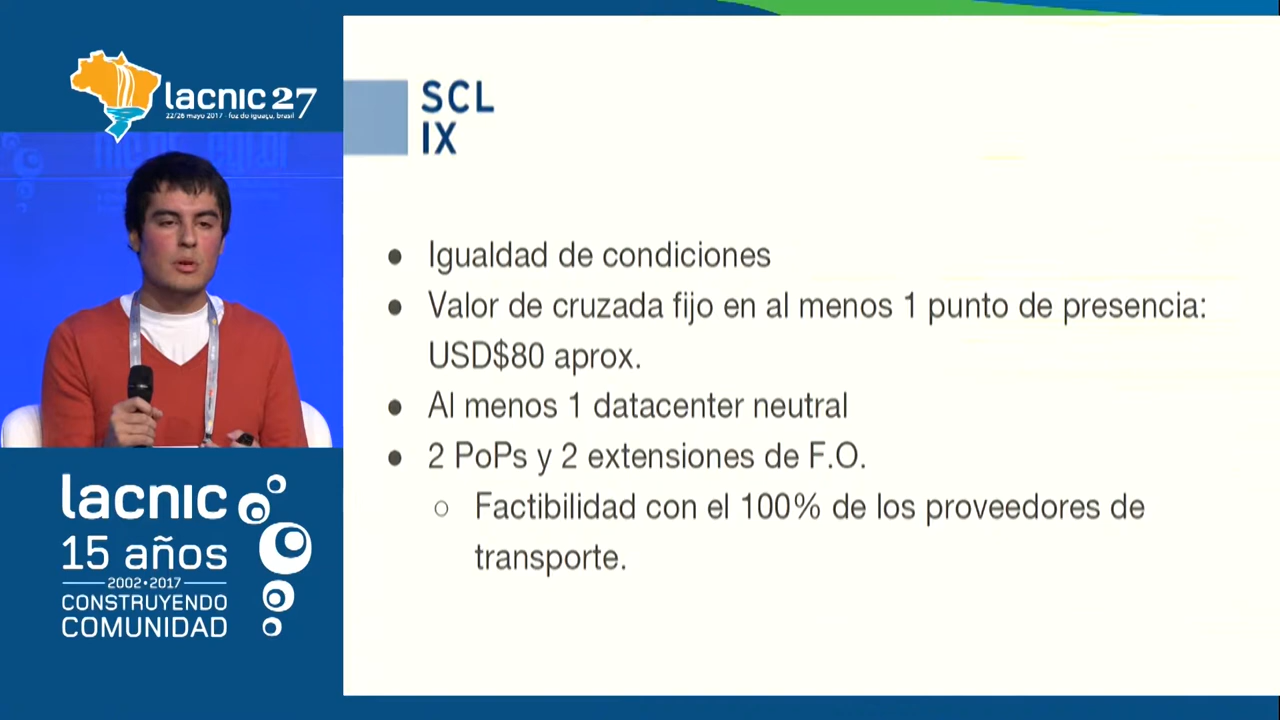 lacnic 27
22/26 mayo 2017 - foz do iguaçu, brasil
SCL
IX
● Igualdad de condiciones
● Valor de cruzada fijo en al menos 1 punto de presencia:
USD$80 aprox.
● Al menos 1 datacenter neutral
● 2 PoPs y 2 extensiones de F.O.
○ Factibilidad con el 100% de los proveedores de
transporte.
lacnic
15 años
2002•2017
CONSTRUYENDO
COMUNIDAD